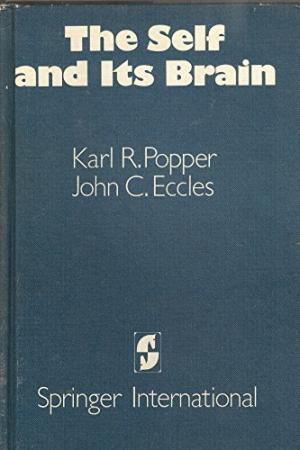 The Self
and Its Brain
Karl R. Popper
John C. Eccles
Springer International